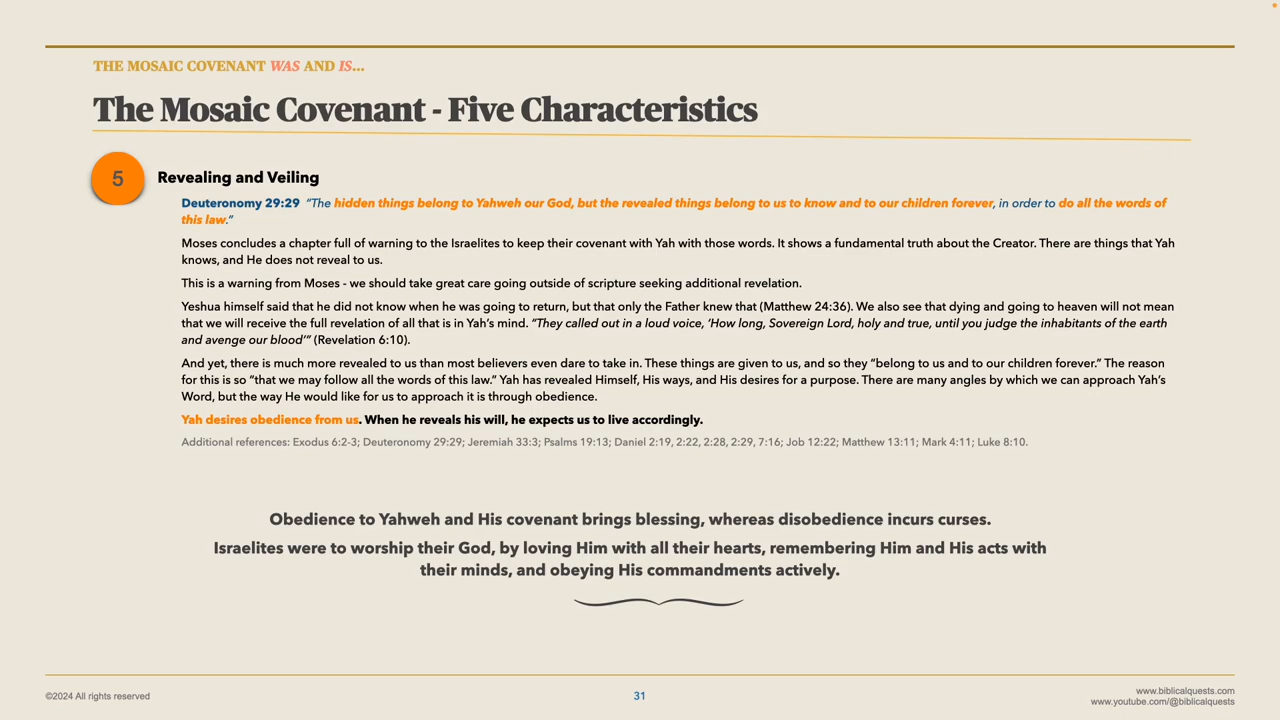 THE MOSAIC COVENANT WAS AND IS...
The Mosaic Covenant - Five Characteristics
5
Revealing and Veiling
Deuteronomy 29:29 “The hidden things belong to Yahweh our God, but the revealed things belong to us to know and to our children forever, in order to do all the words of
this law.”
Moses concludes a chapter full of warning to the Israelites to keep their covenant with Yah with those words. It shows a fundamental truth about the Creator. There are things that Yah
knows, and He does not reveal to us.
This is a warning from Moses - we should take great care going outside of scripture seeking additional revelation.
Yeshua himself said that he did not know when he was going to return, but that only the Father knew that (Matthew 24:36). We also see that dying and going to heaven will not mean
that we will receive the full revelation of all that is in Yah’s mind. “They called out in a loud voice, ‘How long, Sovereign Lord, holy and true, until you judge the inhabitants of the earth
and avenge our blood’” (Revelation 6:10).
And yet, there is much more revealed to us than most believers even dare to take in. These things are given to us, and so they “belong to us and to our children forever.” The reason
for this is so “that we may follow all the words of this law.” Yah has revealed Himself, His ways, and His desires for a purpose. There are many angles by which we can approach Yah’s
Word, but the way He would like for us to approach it is through obedience.
Yah desires obedience from us. When he reveals his will, he expects us to live accordingly.
Additional references: Exodus 6:2-3; Deuteronomy 29:29; Jeremiah 33:3; Psalms 19:13; Daniel 2:19, 2:22, 2:28, 2:29, 7:16; Job 12:22; Matthew 13:11; Mark 4:11; Luke 8:10.
Obedience to Yahweh and His covenant brings blessing, whereas disobedience incurs curses.
Israelites were to worship their God, by loving Him with all their hearts, remembering Him and His acts with
their minds, and obeying His commandments actively.
©2024 All rights reserved
31
www.biblicalquests.com
www.youtube.com/@biblicalquests